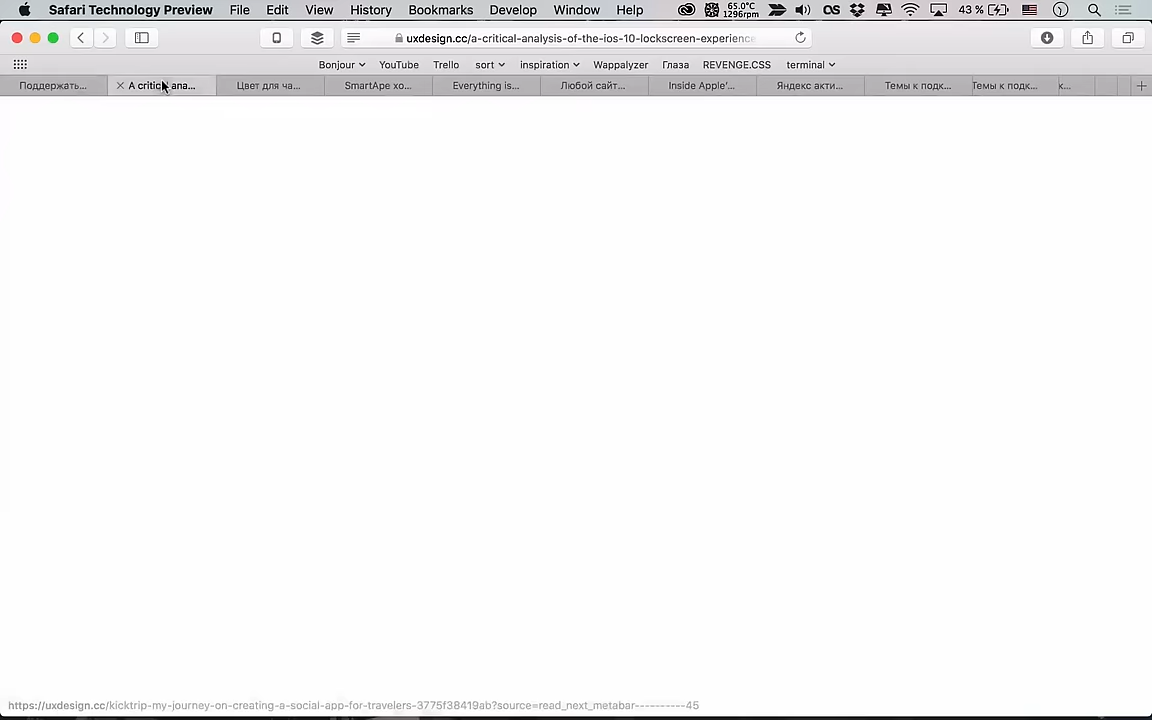 Safari Technology Preview File Edit View History Bookmarks Develop Window Help 65.0°C 1296rpm 43 %
uxdesign.cc/a-critical-analysis-of-the-ios-10-lockscreen-experience
Bonjour YouTube Trello sort inspiration Wappalyzer Глаза REVENGE.CSS terminal
Поддержать... A critical ana... Цвет для ча... SmartApe хо... Everything is... Любой сайт... Inside Apple'... Яндекс акти... Темы к подк... Темы к подк... к...
https://uxdesign.cc/kicktrip-my-journey-on-creating-a-social-app-for-travelers-3775f38419ab?source=read_next_metabar----------45